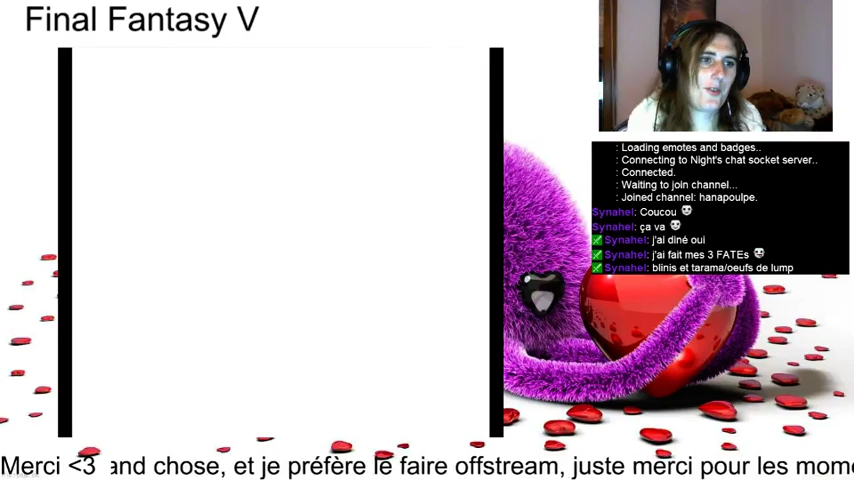 Final Fantasy V
: Loading emotes and badges..
: Connecting to Night's chat socket server..
: Connected.
: Waiting to join channel...
: Joined channel: hanapoulpe.
Synahel: Coucou
Synahel: ça va
Synahel: j'ai diné oui
Synahel: j'ai fait mes 3 FATEs
Synahel: blinis et tarama/oeufs de lump
Merci <3 and chose, et je préfère le faire offstream, juste merci pour les mom